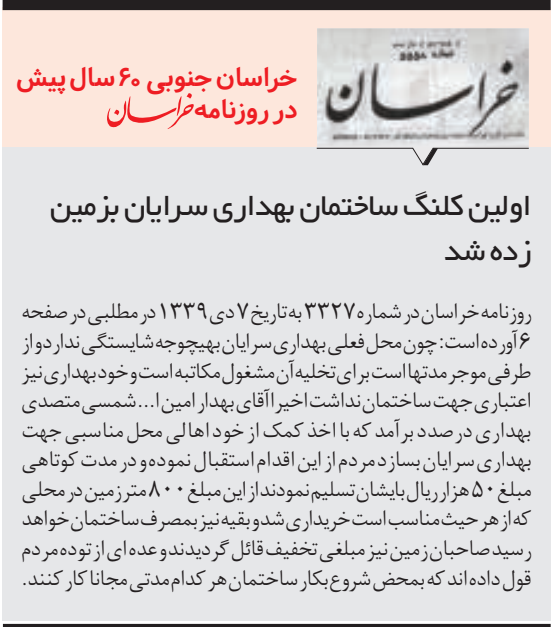 خراسان جنوبی ۶۰ سال پیش
در روزنامه خراسان
خراسان
اولین کلنگ ساختمان بهداری سرایان بزمین
زده شد
روزنامه خراسان در شماره ۳۳۲۷ به تاریخ ۷ دی ۱۳۳۹ در مطلبی در صفحه
۶ آورده است: چون محل فعلی بهداری سرایان بهیچوجه شایستگی ندارد و از
طرفی موجر مدتها است برای تخلیه آن مشغول مکاتبه است و خود بهداری نیز
اعتباری جهت ساختمان نداشت اخیرا آقای بهدار امین ا... شمسی متصدی
بهداری در صدد بر آمد که با اخذ کمک از خود اهالی محل مناسبی جهت
بهداری سرایان بسازد مردم از این اقدام استقبال نموده و در مدت کوتاهی
مبلغ ۵۰ هزار ریال بایشان تسلیم نمودند از این مبلغ ۸۰۰ متر زمین در محلی
که از هر حیث مناسب است خریداری شد و بقیه نیز بمصرف ساختمان خواهد
رسید صاحبان زمین نیز مبلغی تخفیف قائل گردیدند و عده ای از توده مردم
قول داده اند که بمحض شروع بکار ساختمان هر کدام مدتی مجانا کار کنند.